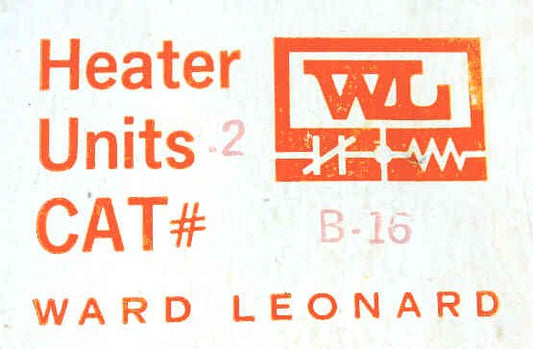 Heater
WL
Units .2
CAT# B-16
WARD LEONARD